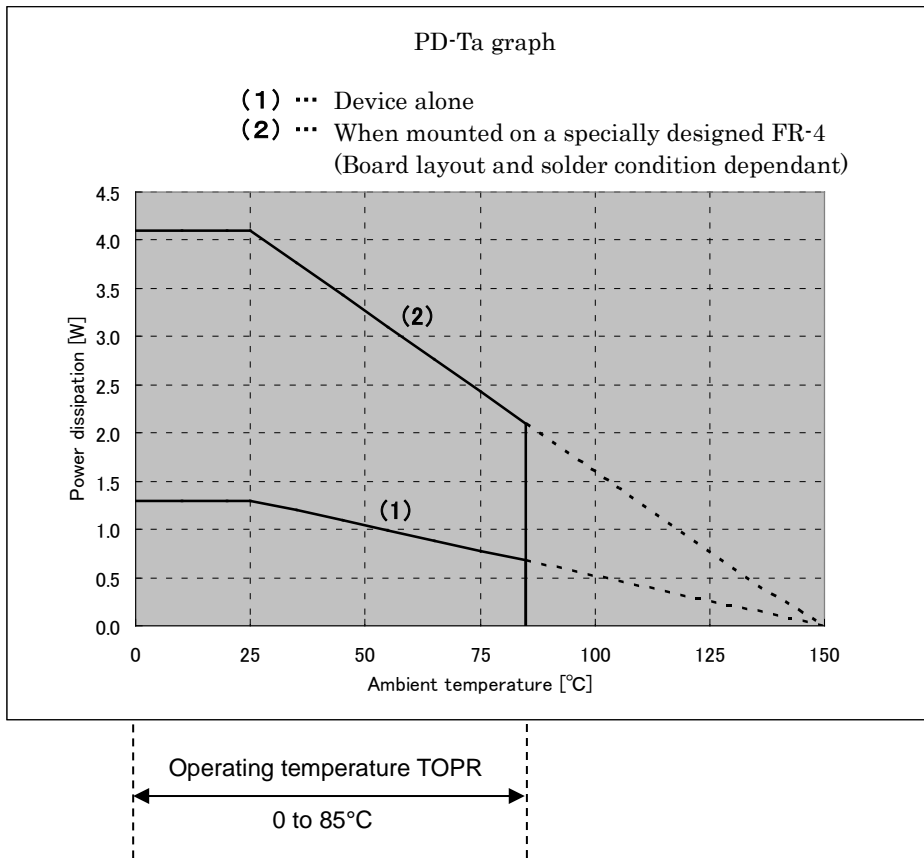 PD-Ta graph
(1) ··· Device alone
(2) ··· When mounted on a specially designed FR-4
(Board layout and solder condition dependant)
4.5
4.0
3.5
3.0
2.5
2.0
1.5
1.0
0.5
0.0
Power dissipation [W]
(2)
(1)
0 25 50 75 100 125 150
Ambient temperature [℃]
Operating temperature TOPR
0 to 85°C